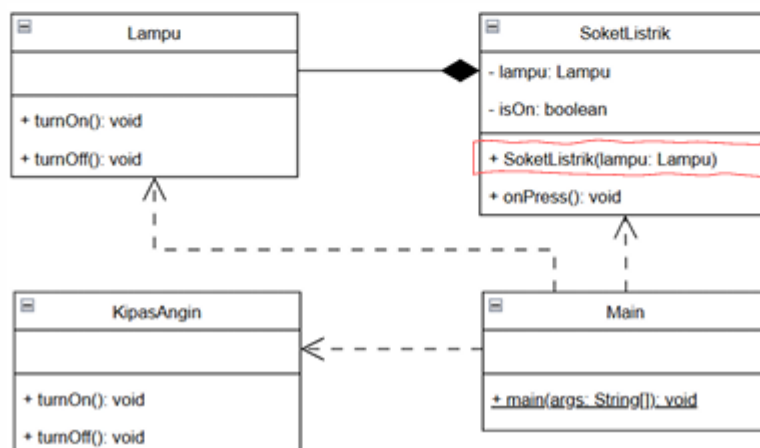 Lampu
+ turnOn(): void
+ turnOff(): void
SoketListrik
- lampu: Lampu
- isOn: boolean
+ SoketListrik(lampu: Lampu)
+ onPress(): void
KipasAngin
+ turnOn(): void
+ turnOff(): void
Main
+ main(args: String[]): void